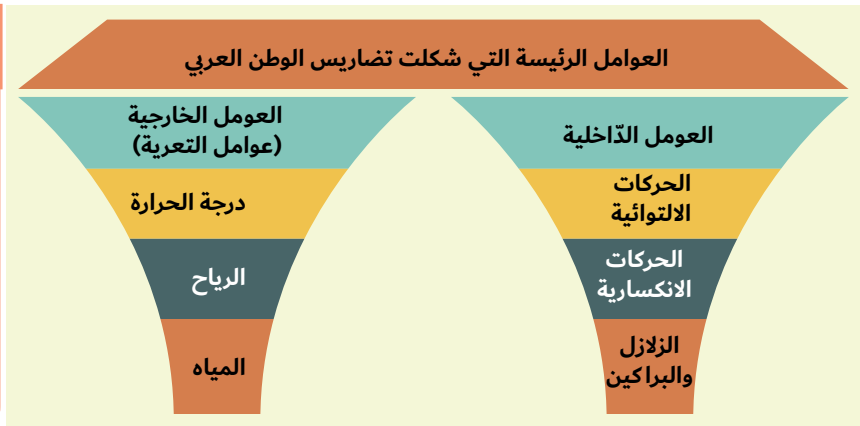 العوامل الرئيسة التي شكلت تضاريس الوطن العربي
العومل الدّاخلية
الحركات
الالتوائية
الحركات
الانكسارية
الزلازل
والبراكين
العومل الخارجية
(عوامل التعرية)
درجة الحرارة
الرياح
المياه